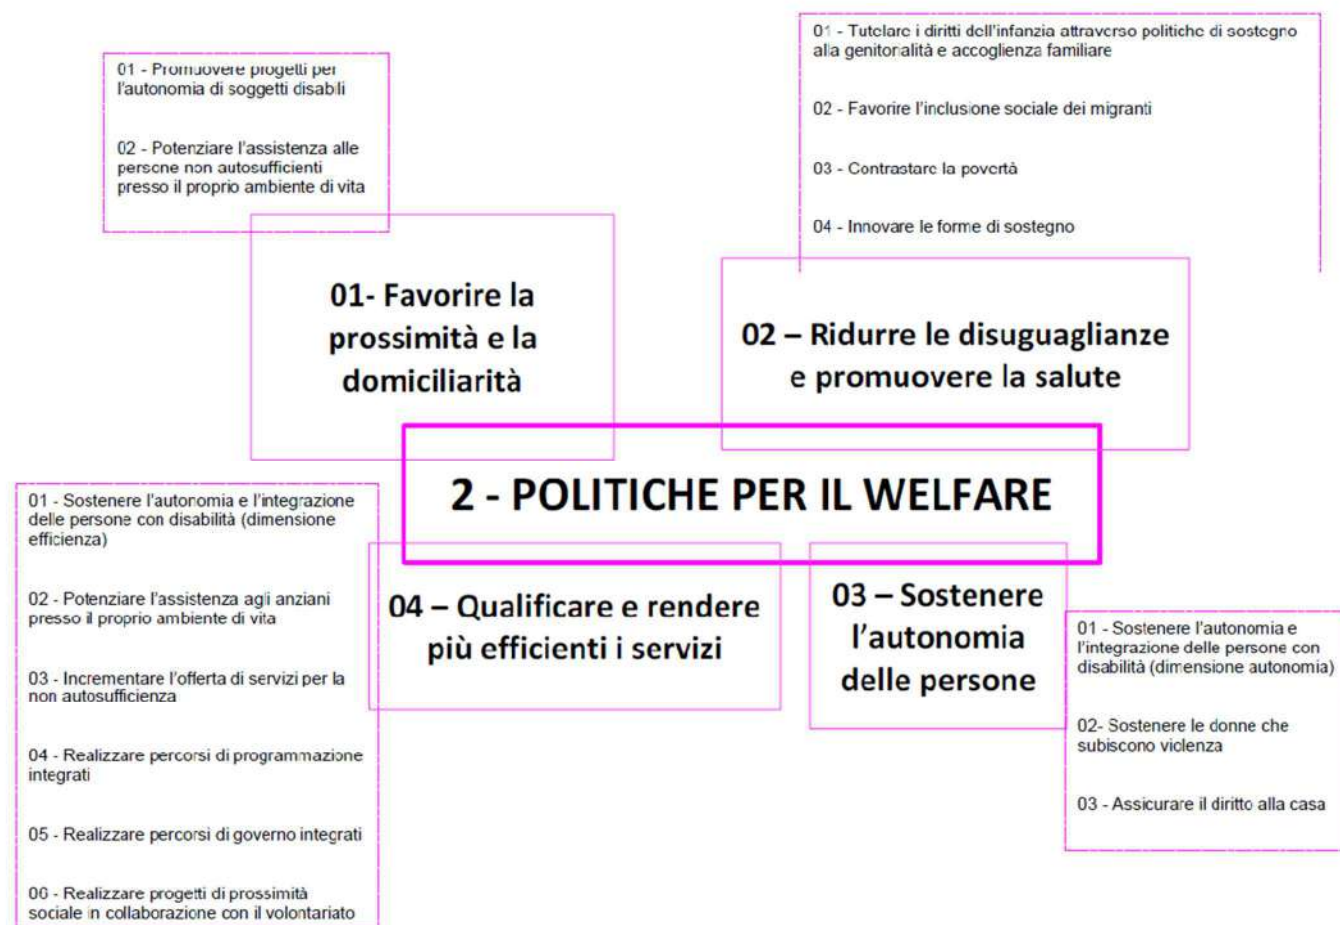 01 - Promuovere progetti per
l'autonomia di soggetti disabili
02 - Potenziare l'assistenza alle
persone non autosufficienti
presso il proprio ambiente di vita
01 - Tutelare i diritti dell'infanzia attraverso politiche di sostegno
alla genitorialità e accoglienza familiare
02 - Favorire l'inclusione sociale dei migranti
03 - Contrastare la povertà
04 - Innovare le forme di sostegno
01- Favorire la
prossimità e la
domiciliarità
02 – Ridurre le disuguaglianze
e promuovere la salute
2 - POLITICHE PER IL WELFARE
04 – Qualificare e rendere
più efficienti i servizi
03 – Sostenere
l'autonomia
delle persone
01 - Sostenere l'autonomia e l'integrazione
delle persone con disabilità (dimensione
efficienza)
02 - Potenziare l'assistenza agli anziani
presso il proprio ambiente di vita
03 - Incrementare l'offerta di servizi per la
non autosufficienza
04 - Realizzare percorsi di programmazione
integrati
05 - Realizzare percorsi di governo integrati
06 - Realizzare progetti di prossimità
sociale in collaborazione con il volontariato
01 - Sostenere l'autonomia e
l'integrazione delle persone con
disabilità (dimensione autonomia)
02- Sostenere le donne che
subiscono violenza
03 - Assicurare il diritto alla casa